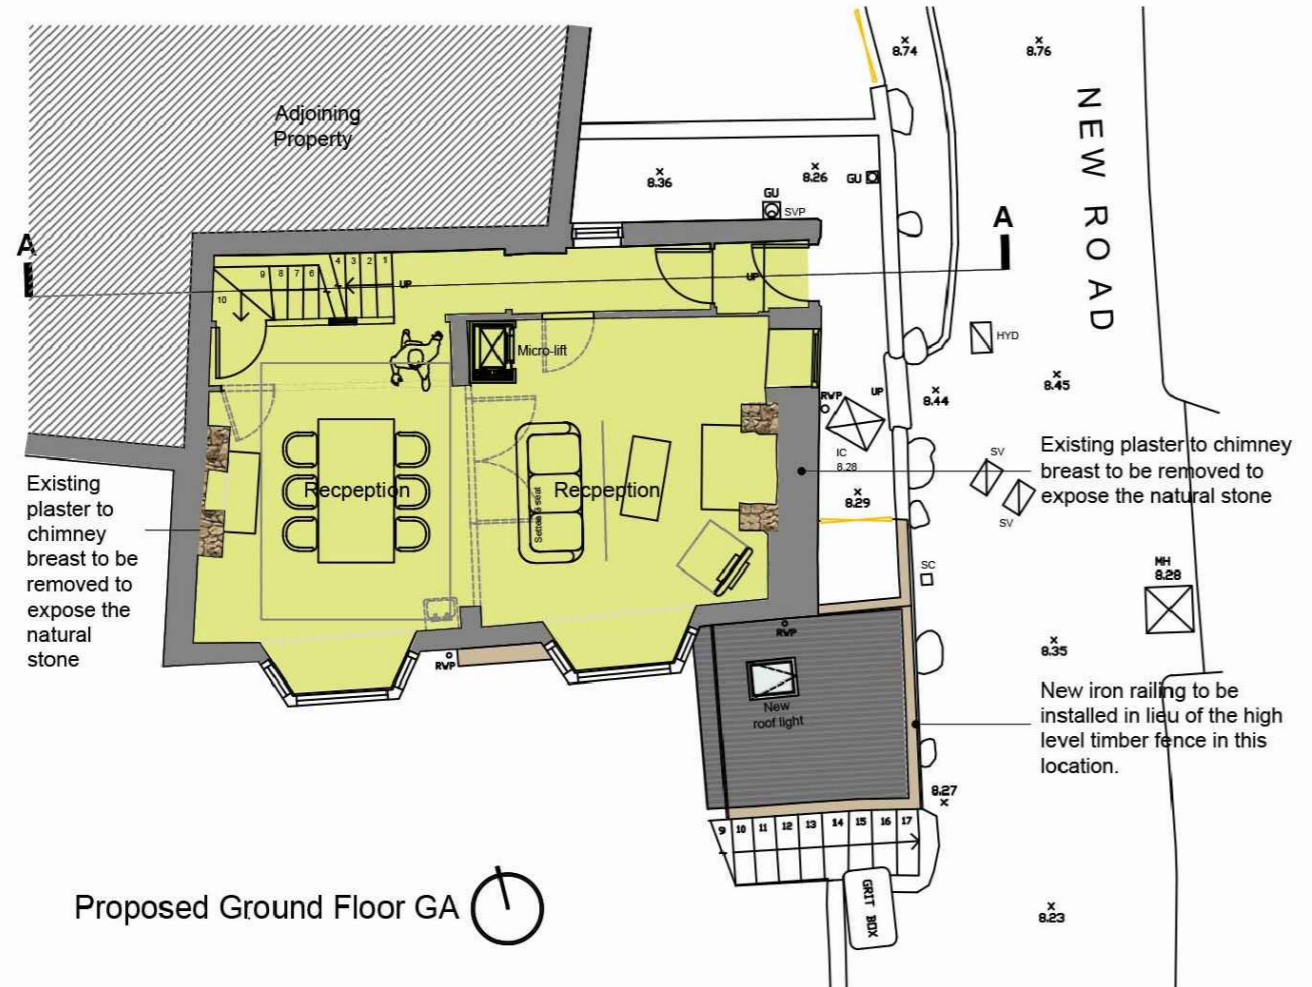 8.74
8.76
NEW ROAD
Adjoining
Property
8.36
8.26
GU
GU
SVP
A
A
4
3
2
1
9
8
7
6
UP
UP
10
HYD
Micro-lift
8.45
8.44
RWP
UP
IC
8.28
8.29
SV
SV
Existing plaster to chimney
breast to be removed to
expose the natural stone
Existing
plaster to
chimney
breast to be
removed to
expose the
natural
stone
Recpeption
Recpeption
SC
MH
8.28
RWP
RWP
8.35
New
roof light
New iron railing to be
installed in lieu of the high
level timber fence in this
location.
8.27
9 10 11 12 13 14 15 16 17
GRIT BOX
Proposed Ground Floor GA
8.23